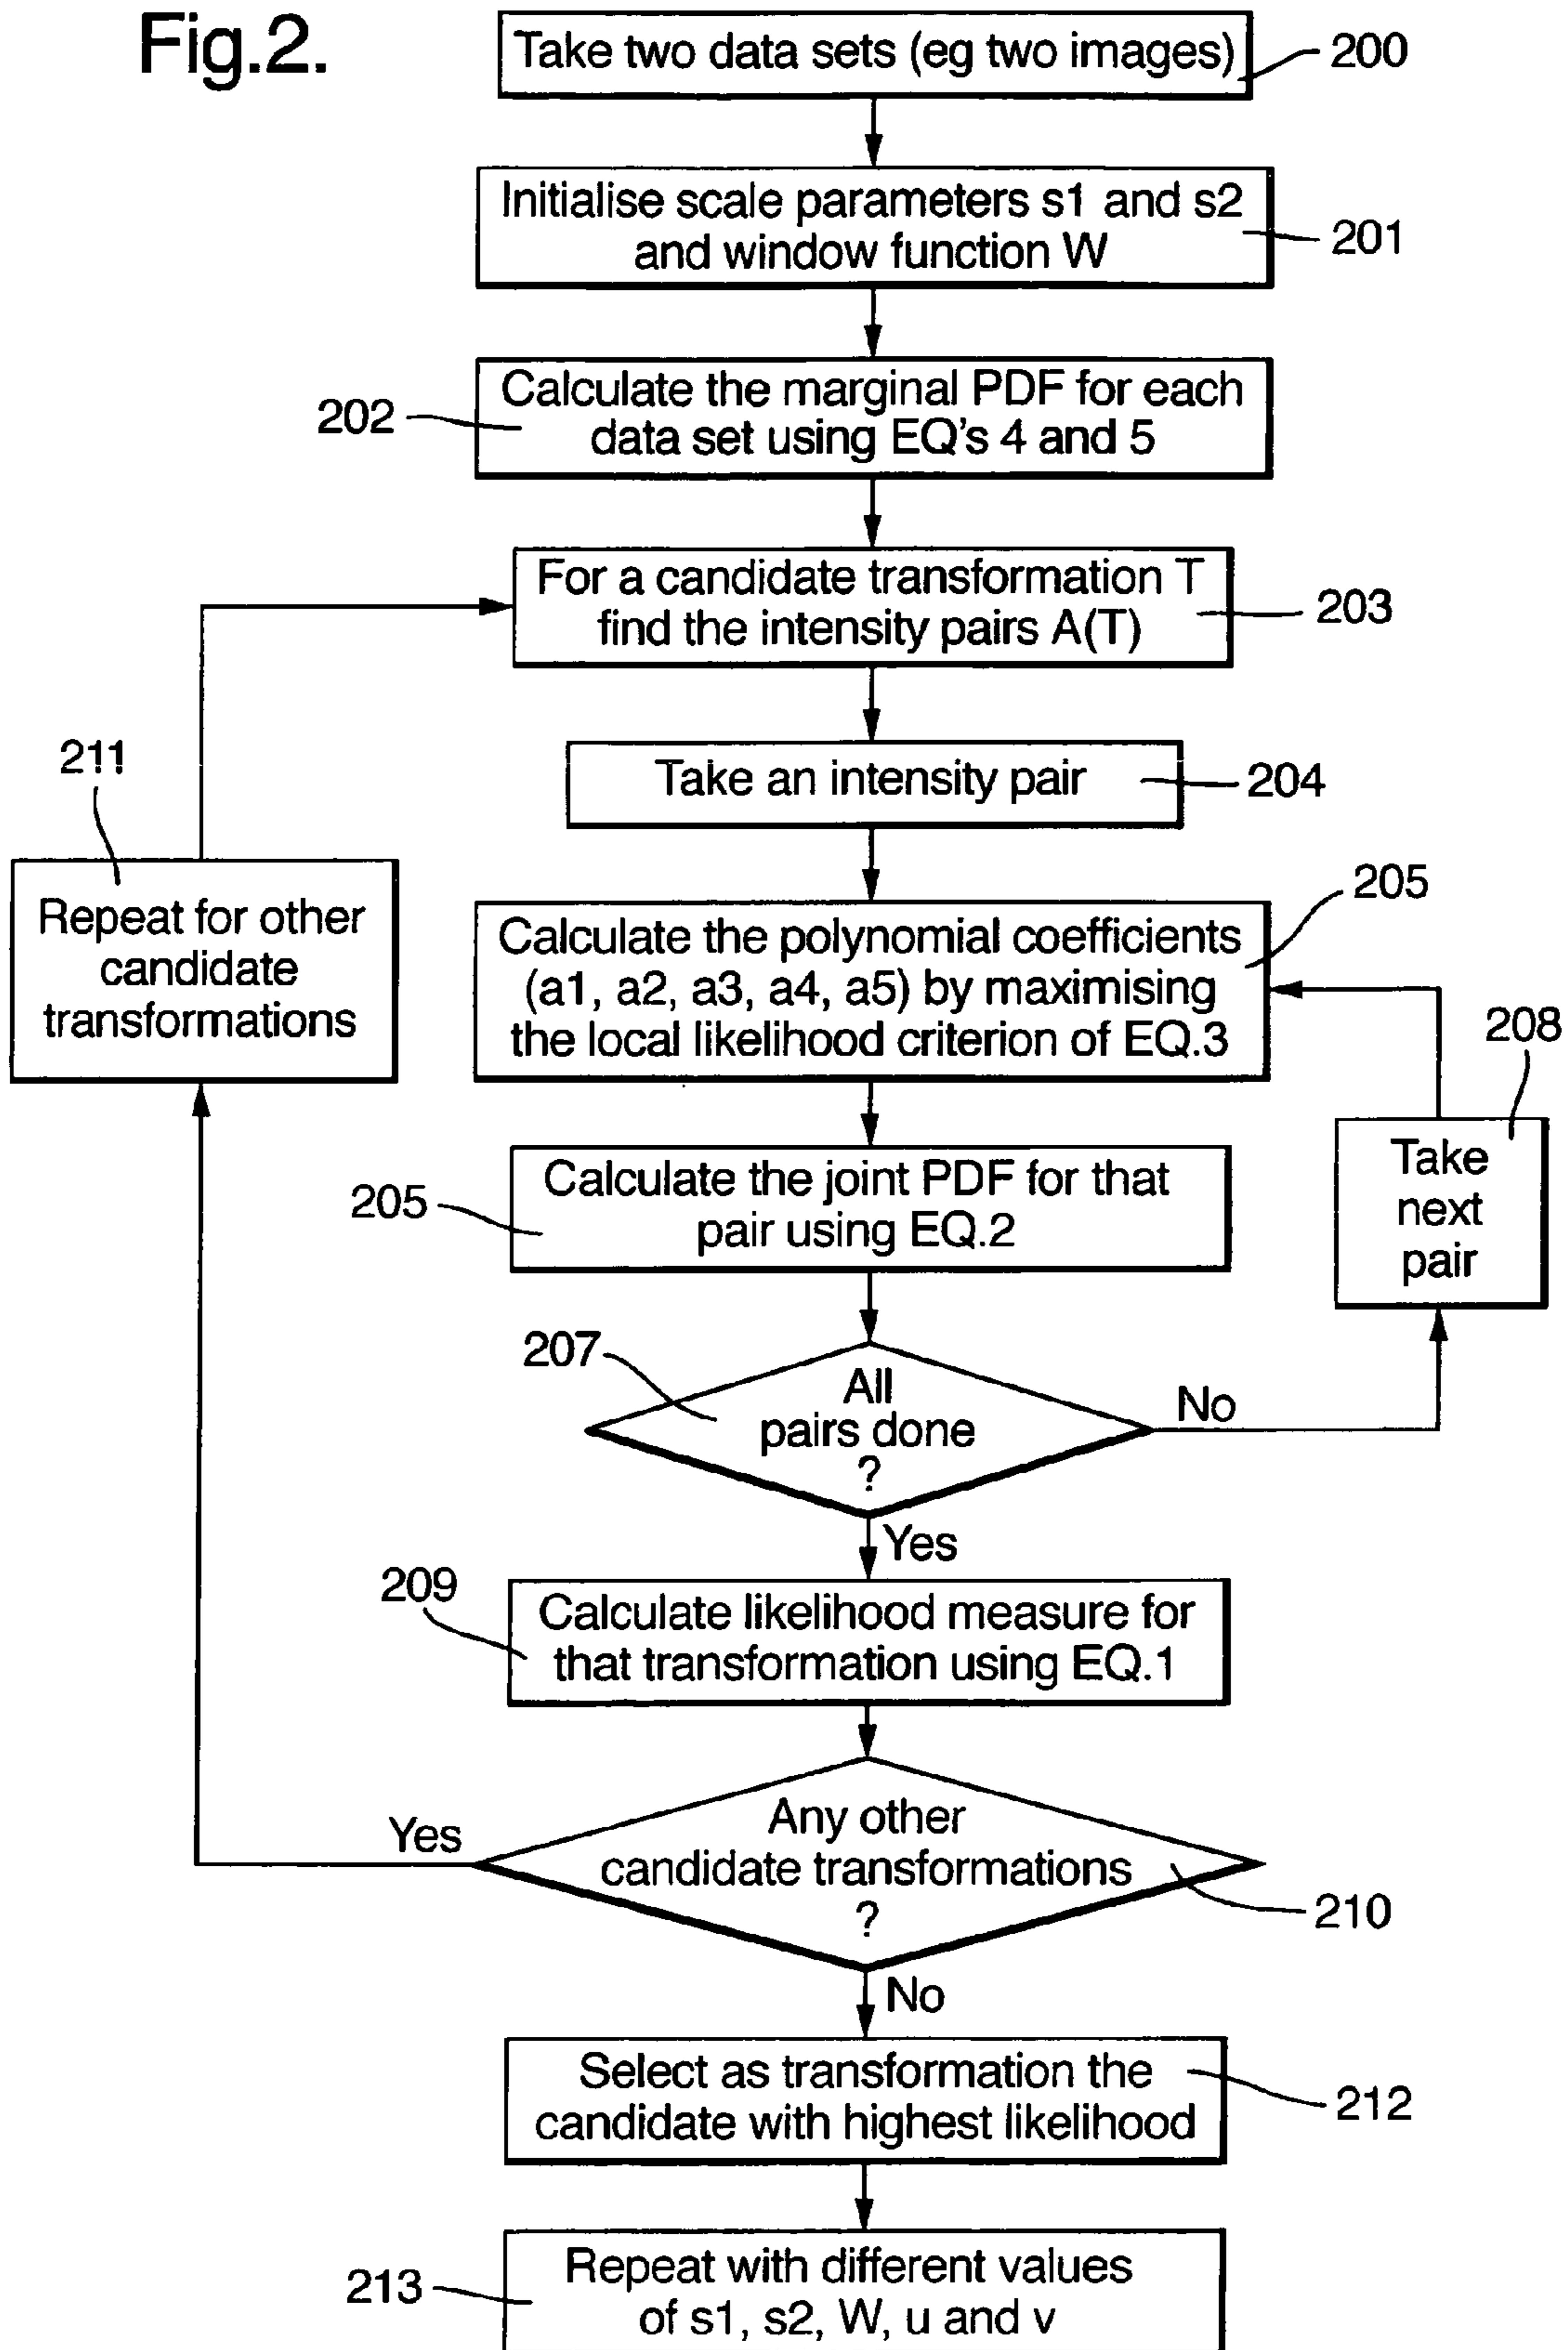 Fig.2.
Take two data sets (eg two images)
200
Initialise scale parameters s1 and s2
and window function W
201
202
Calculate the marginal PDF for each
data set using EQ's 4 and 5
For a candidate transformation T
find the intensity pairs A(T)
203
Take an intensity pair
204
211
Repeat for other
candidate
transformations
205
Calculate the polynomial coefficients
(a1, a2, a3, a4, a5) by maximising
the local likelihood criterion of EQ.3
208
Take
next
pair
205
Calculate the joint PDF for that
pair using EQ.2
207
All
pairs done
?
No
Yes
209
Calculate likelihood measure for
that transformation using EQ.1
Yes
Any other
candidate transformations
?
210
No
Select as transformation the
candidate with highest likelihood
212
213
Repeat with different values
of s1, s2, W, u and v